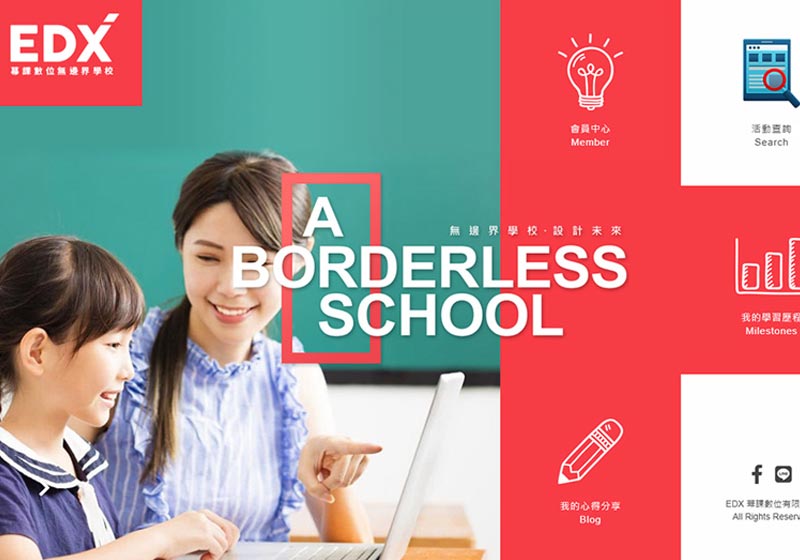 EDX
幕課數位無邊界學校
會員中心
Member
活動查詢
Search
A
無邊界學校·設計未來
BORDERLESS
SCHOOL
我的學習歷程
Milestones
我的心得分享
Blog
LINE
EDX 課數位有限
All Rights Reserv